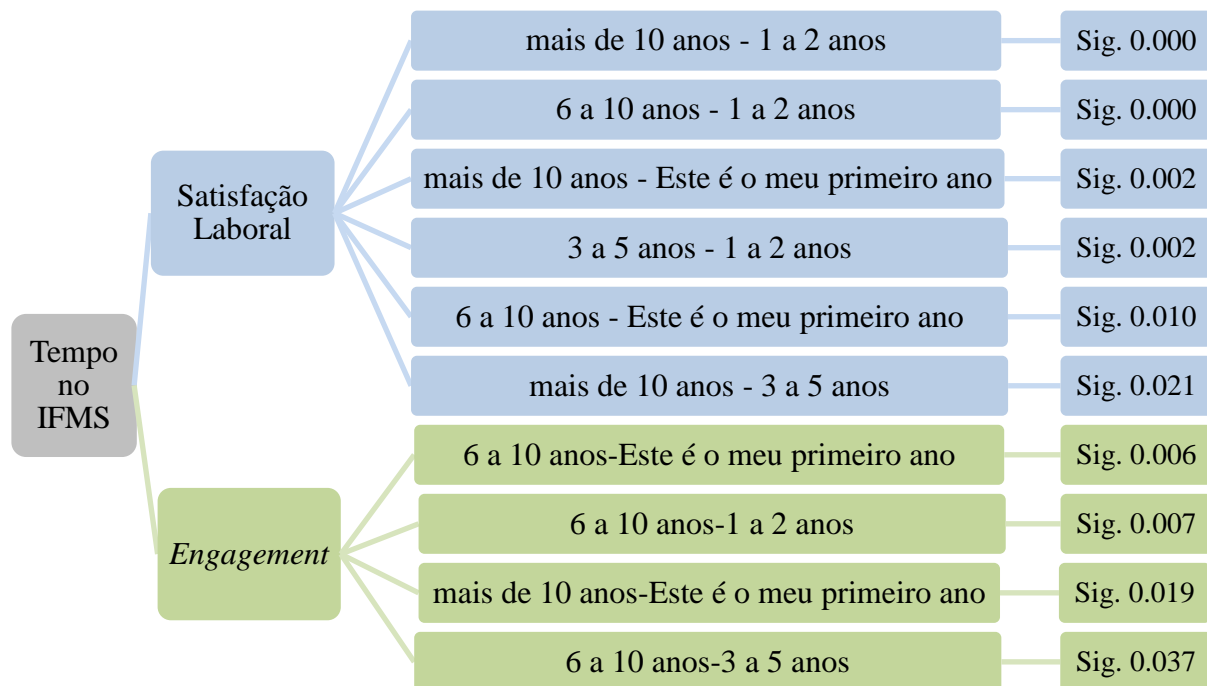 mais de 10 anos - 1 a 2 anos
Sig. 0.000
6 a 10 anos - 1 a 2 anos
Sig. 0.000
mais de 10 anos - Este é o meu primeiro ano
Sig. 0.002
3 a 5 anos - 1 a 2 anos
Sig. 0.002
6 a 10 anos - Este é o meu primeiro ano
Sig. 0.010
mais de 10 anos - 3 a 5 anos
Sig. 0.021
Satisfação
Laboral
Tempo
no
IFMS
6 a 10 anos-Este é o meu primeiro ano
Sig. 0.006
6 a 10 anos-1 a 2 anos
Sig. 0.007
mais de 10 anos-Este é o meu primeiro ano
Sig. 0.019
6 a 10 anos-3 a 5 anos
Sig. 0.037
Engagement